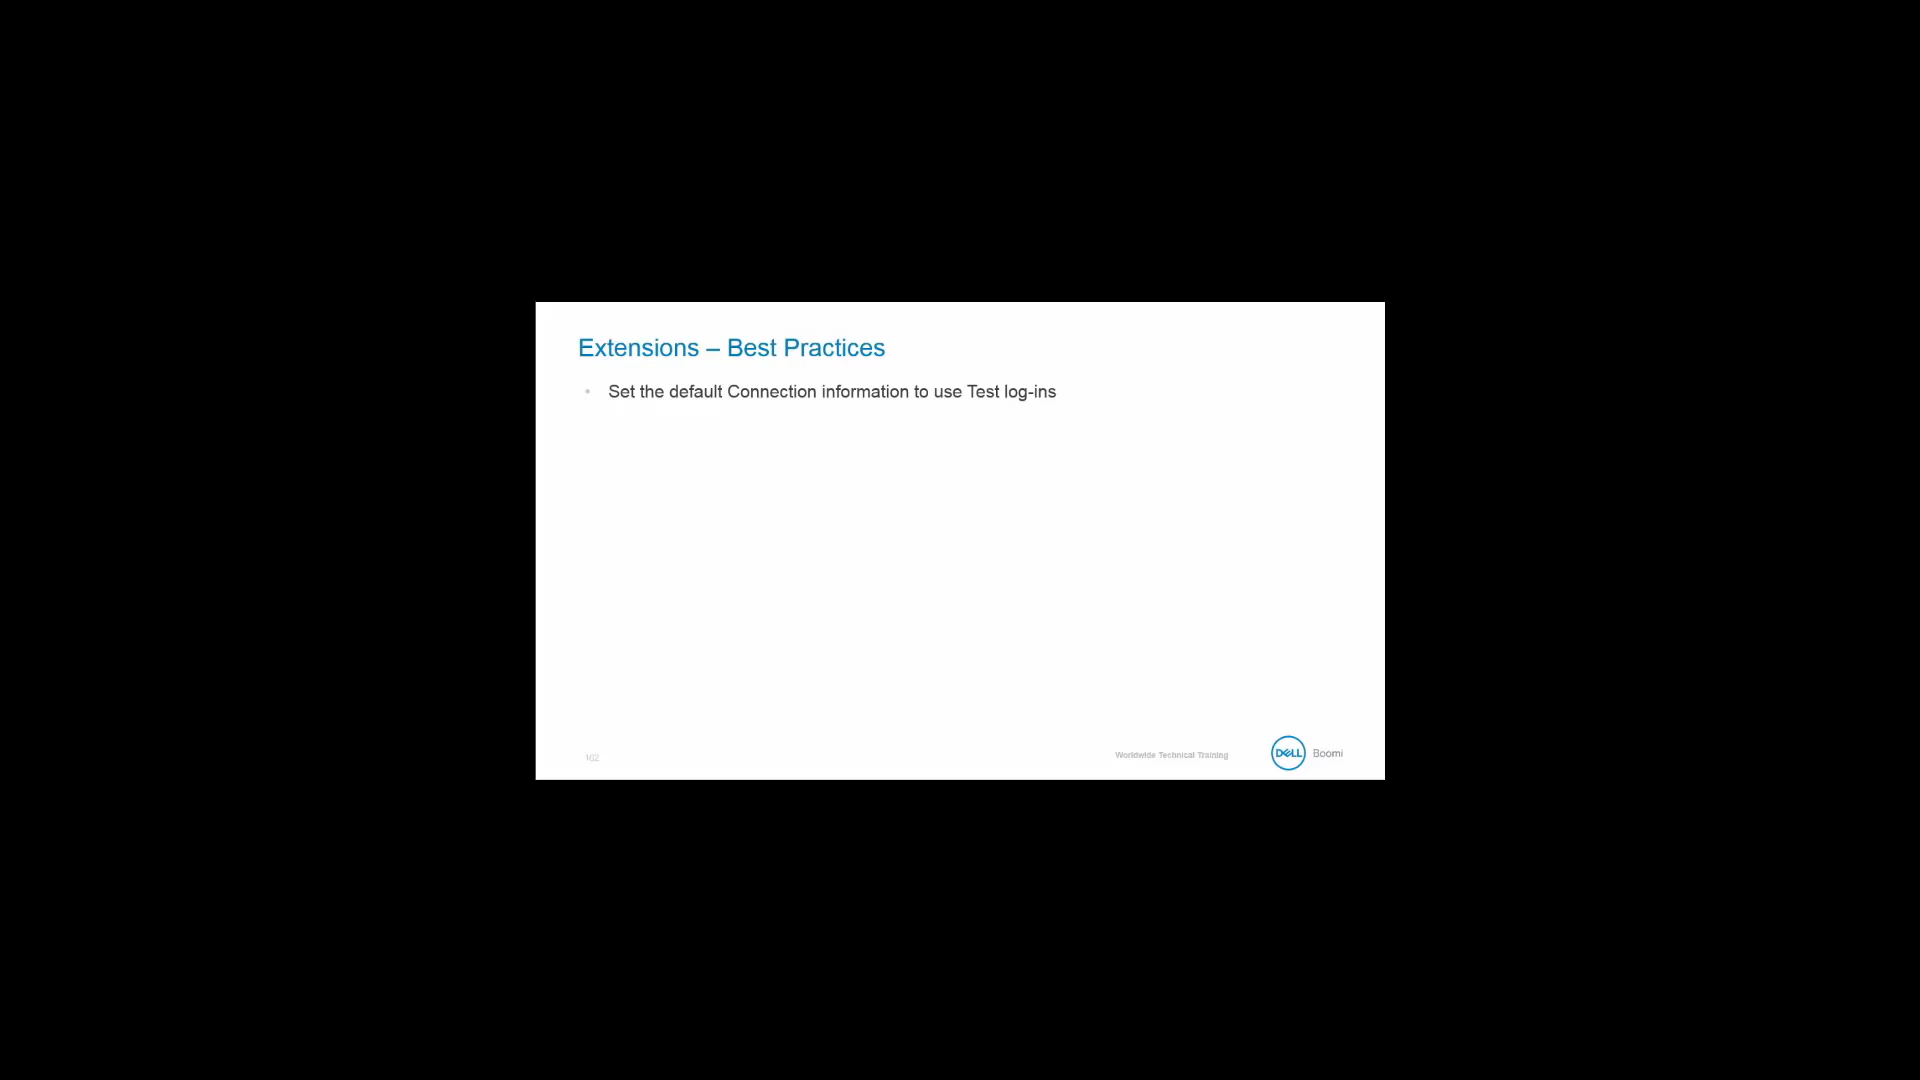 Extensions – Best Practices
• Set the default Connection information to use Test log-ins
102
Worldwide Technical Training
DELL Boomi